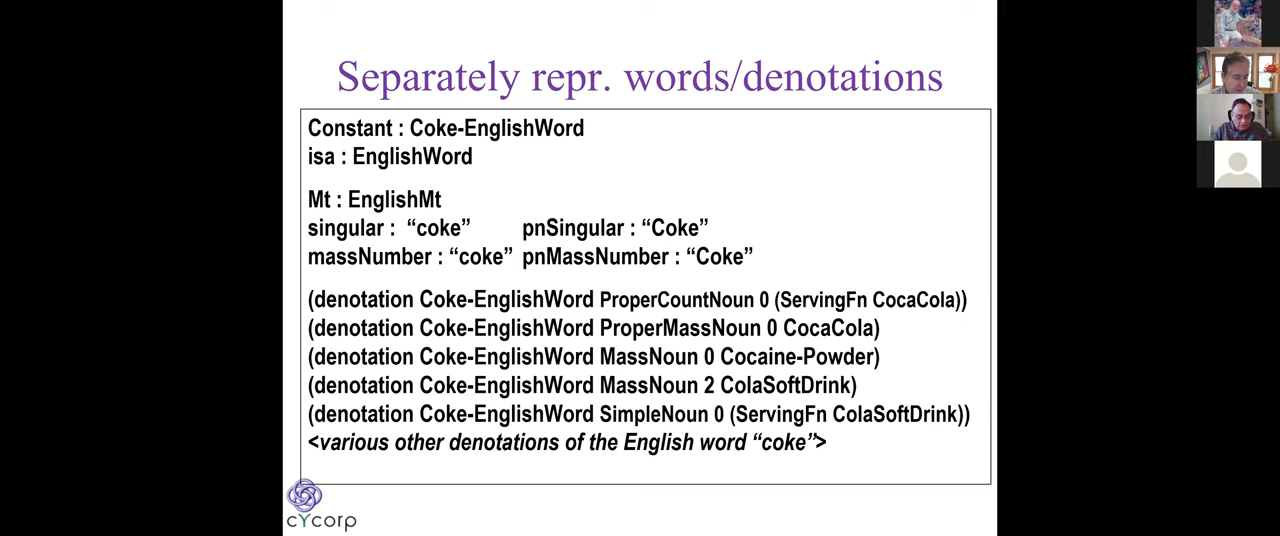 Separately repr. words/denotations
Constant : Coke-EnglishWord
isa : EnglishWord
Mt : EnglishMt
singular : “coke” pnSingular : “Coke”
massNumber : “coke” pnMassNumber : “Coke”
(denotation Coke-EnglishWord ProperCountNoun 0 (ServingFn CocaCola))
(denotation Coke-EnglishWord ProperMassNoun 0 CocaCola)
(denotation Coke-EnglishWord MassNoun 0 Cocaine-Powder)
(denotation Coke-EnglishWord MassNoun 2 ColaSoftDrink)
(denotation Coke-EnglishWord SimpleNoun 0 (ServingFn ColaSoftDrink))
<various other denotations of the English word “coke”>
cYcorp